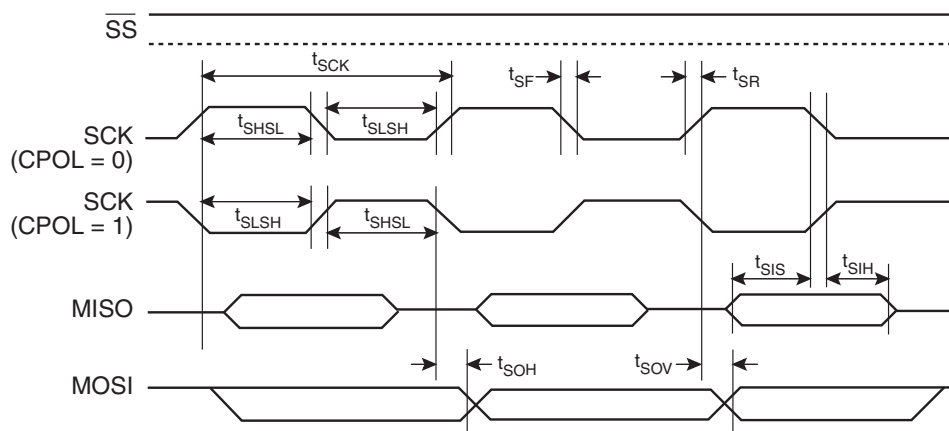 SS
tSCK
tSF
tSR
SCK
(CPOL = 0)
tSHSL
tSLSH
SCK
(CPOL = 1)
tSLSH
tSHSL
tSIS
tSIH
MISO
tSOH
tSOV
MOSI